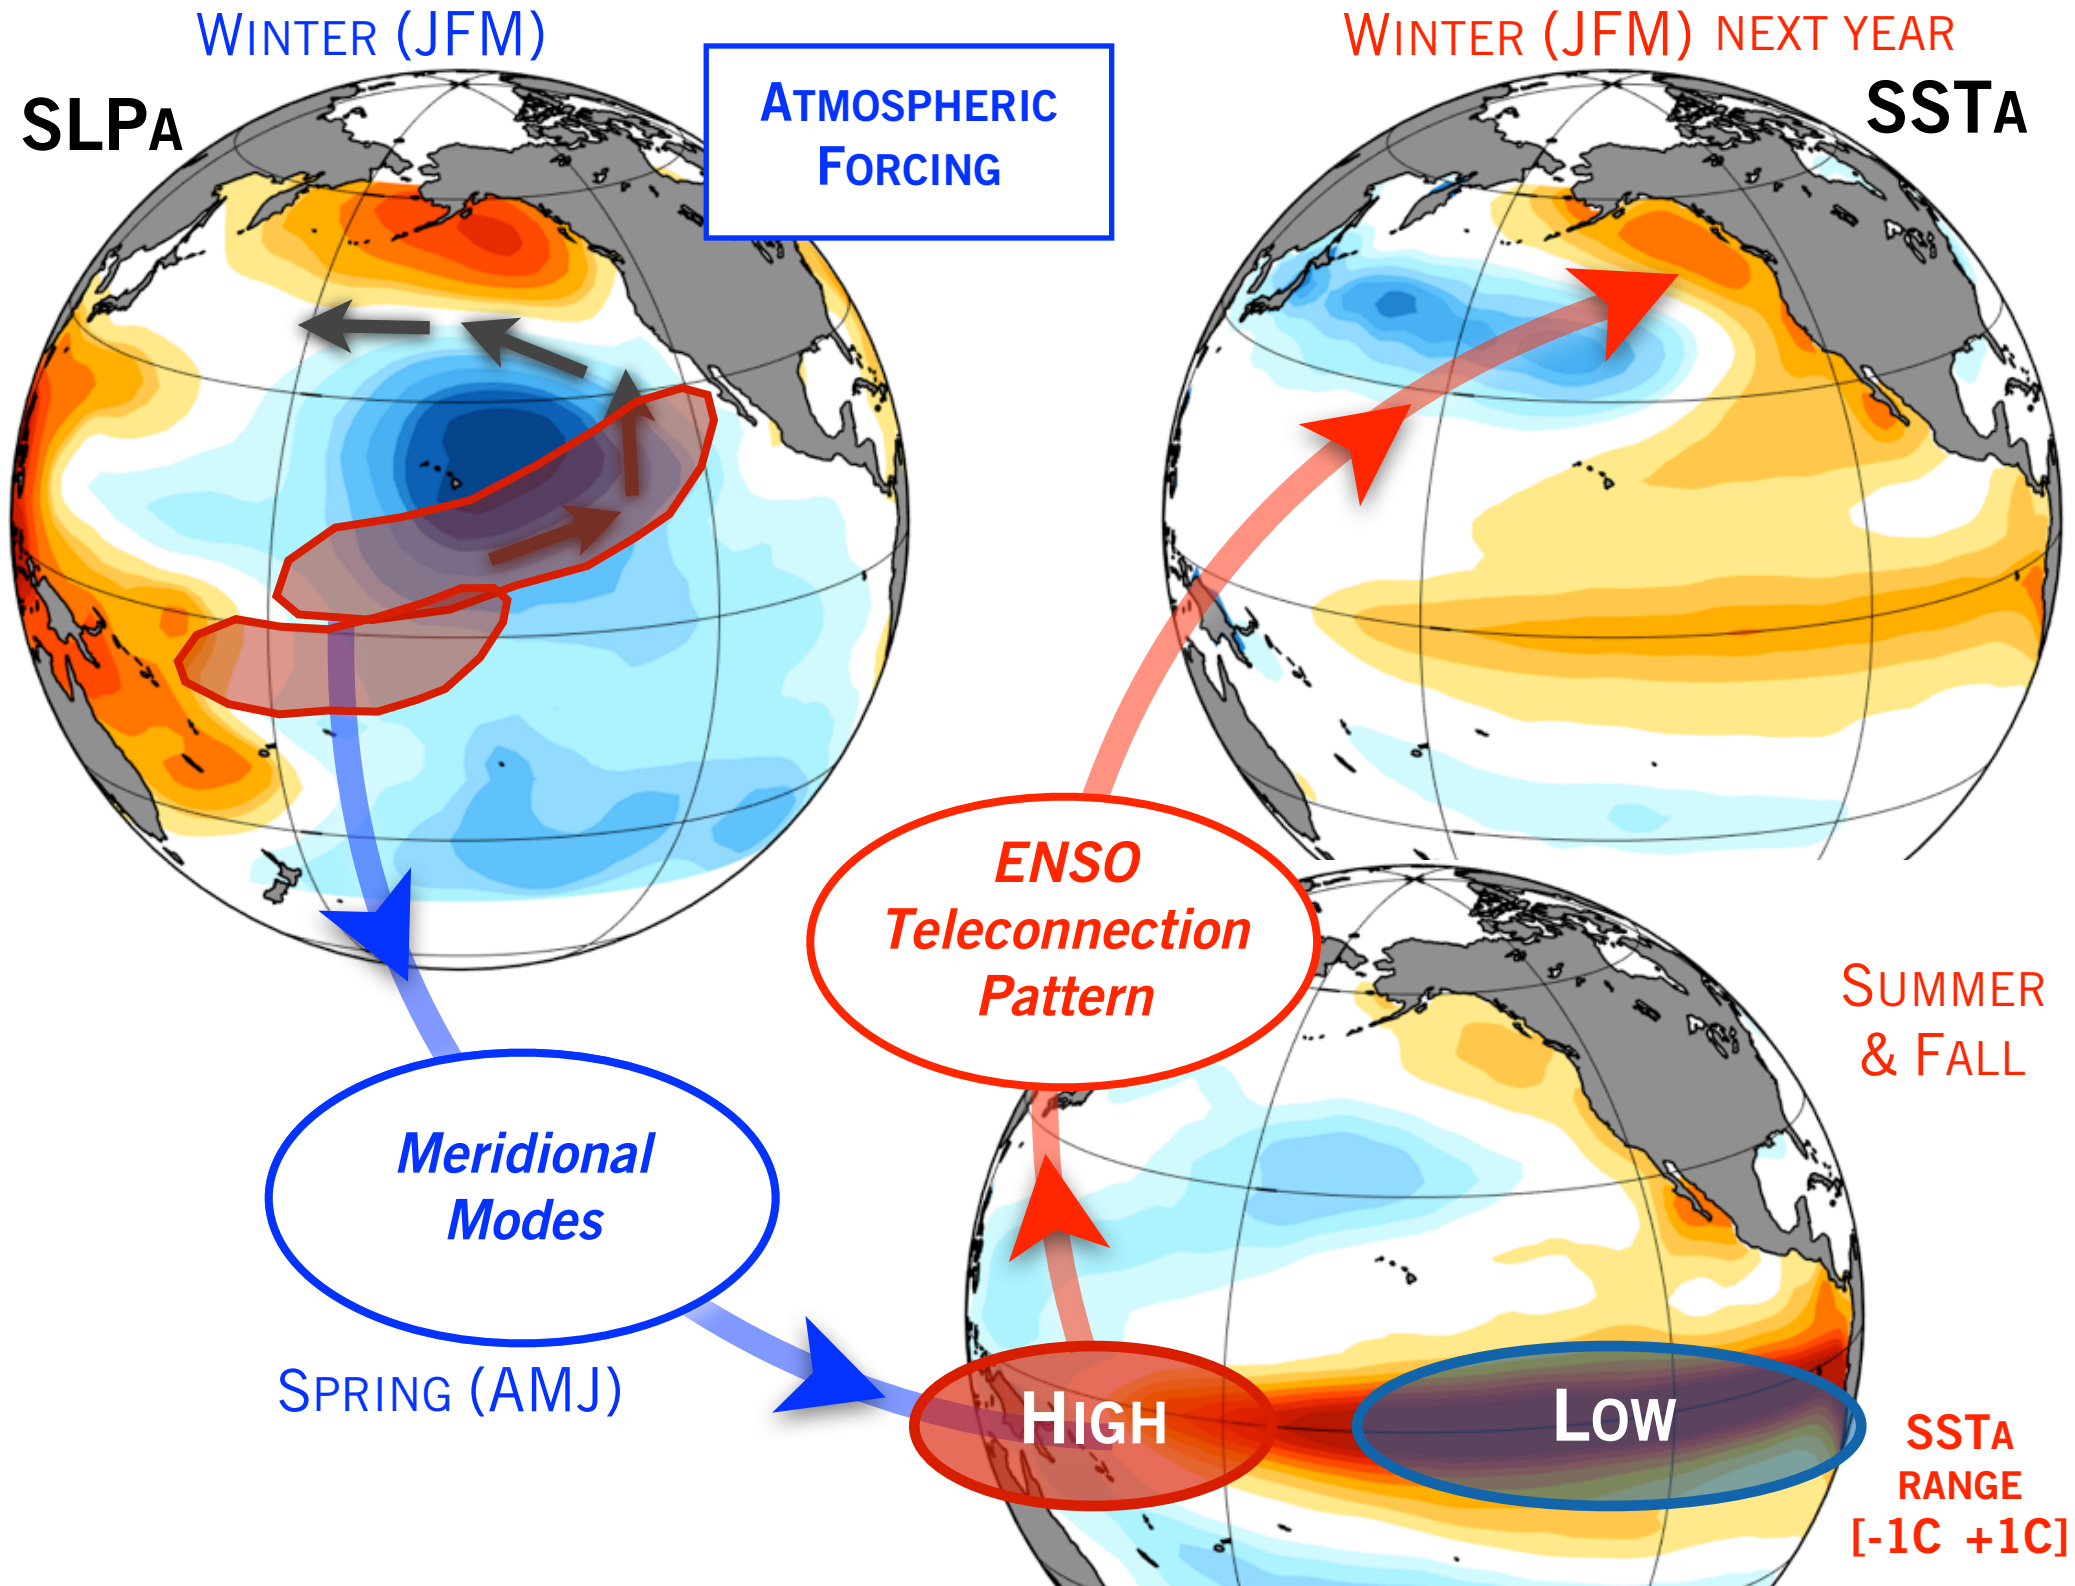 WINTER (JFM)
SLPA
ATMOSPHERIC
FORCING
WINTER (JFM) NEXT YEAR
SSTA
ENSO
Teleconnection
Pattern
SUMMER
& FALL
Meridional
Modes
SPRING (AMJ)
HIGH
LOW
SSTA
RANGE
[-1C +1C]